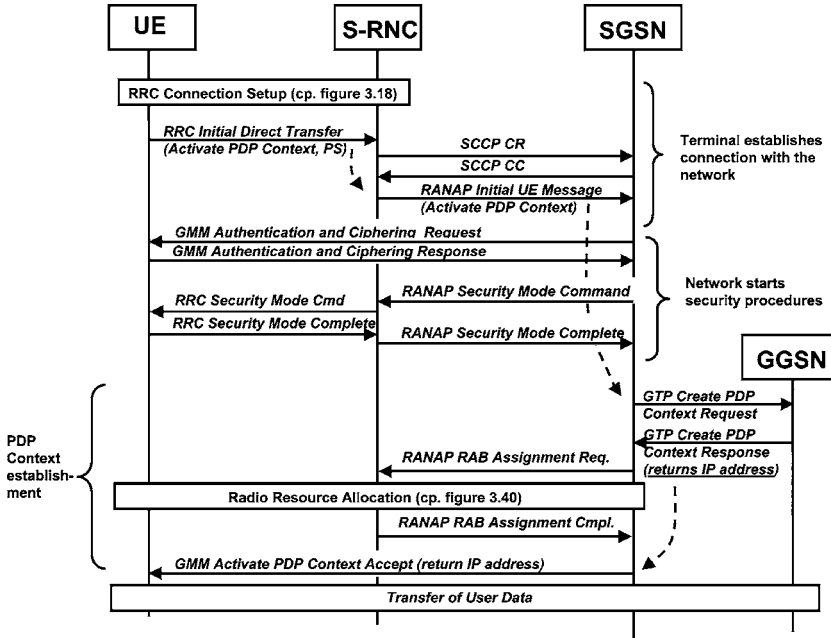 UE
S-RNC
SGSN
RRC Connection Setup (cp. figure 3.18)
RRC Initial Direct Transfer
(Activate PDP Context, PS)
SCCP CR
SCCP CC
RANAP Initial UE Message
(Activate PDP Context)
Terminal establishes
connection with the
network
GMM Authentication and Ciphering Request
GMM Authentication and Ciphering Response
RANAP Security Mode Command
RRC Security Mode Cmd
RRC Security Mode Complete
RANAP Security Mode Complete
Network starts
security procedures
GGSN
GTP Create PDP
Context Request
GTP Create PDP
Context Response
(returns IP address)
PDP
Context
establish-
ment
RANAP RAB Assignment Req.
Radio Resource Allocation (cp. figure 3.40)
RANAP RAB Assignment Cmpl.
GMM Activate PDP Context Accept (return IP address)
Transfer of User Data